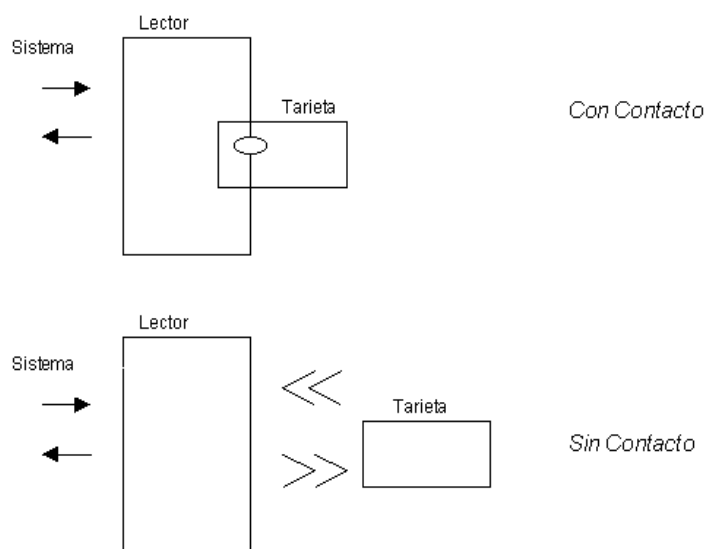 Lector
Sistema
Tarieta
Con Contacto
Lector
Sistema
Tarieta
Sin Contacto